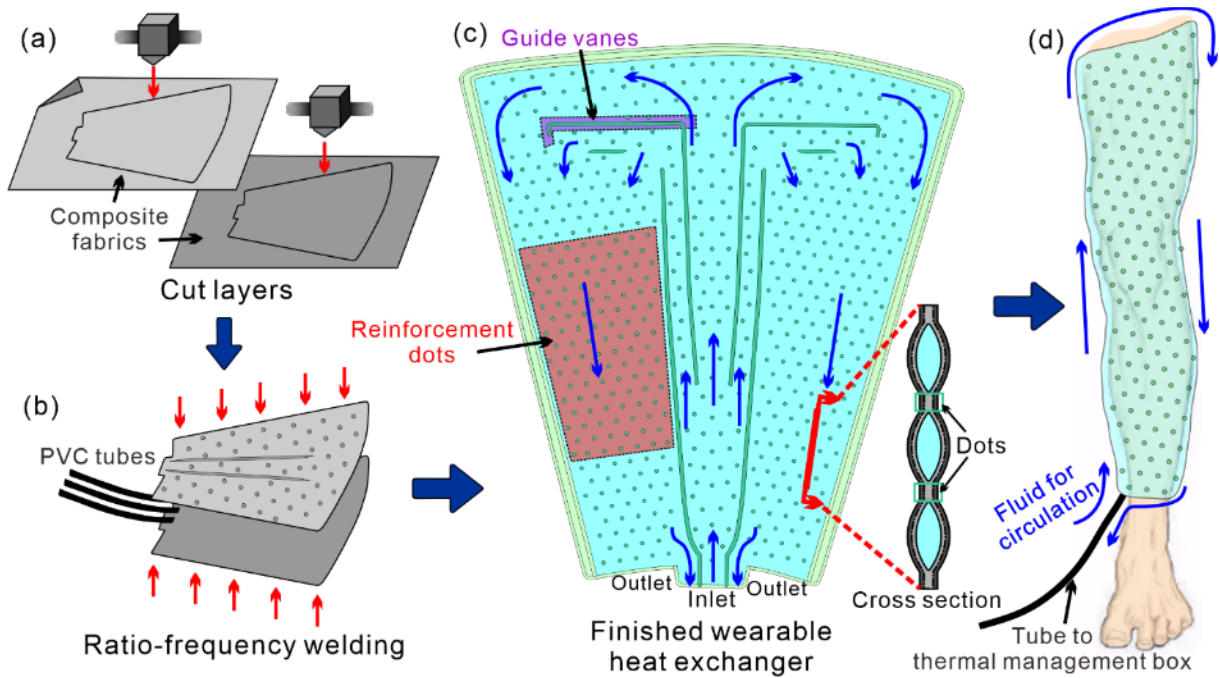 (a)
Composite
fabrics
Cut layers
(b)
PVC tubes
Ratio-frequency welding
(c)
Guide vanes
Reinforcement
dots
Outlet
Inlet
Outlet
Dots
Cross section
Finished wearable
heat exchanger
(d)
Fluid for
circulation
Tube to
thermal management box